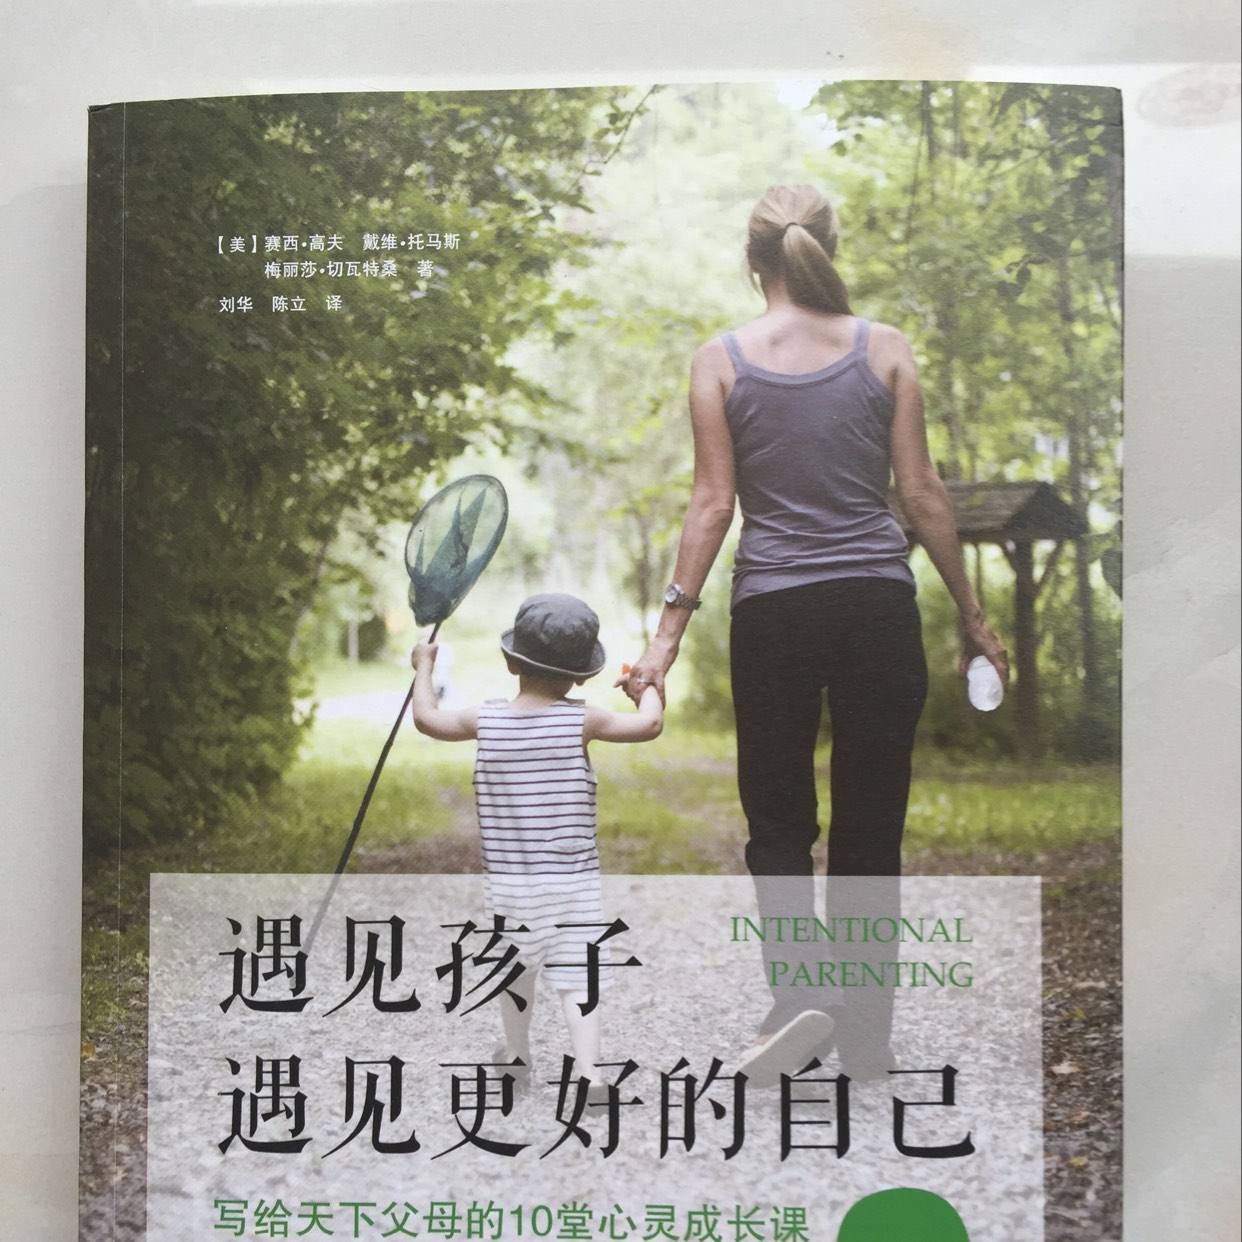 【美】赛西·高夫 戴维·托马斯
梅丽莎·切瓦特桑 著
刘华 陈立 译
遇见孩子
INTENTIONAL
PARENTING
遇见更好的自己
写给天下父母的10堂心灵成长课